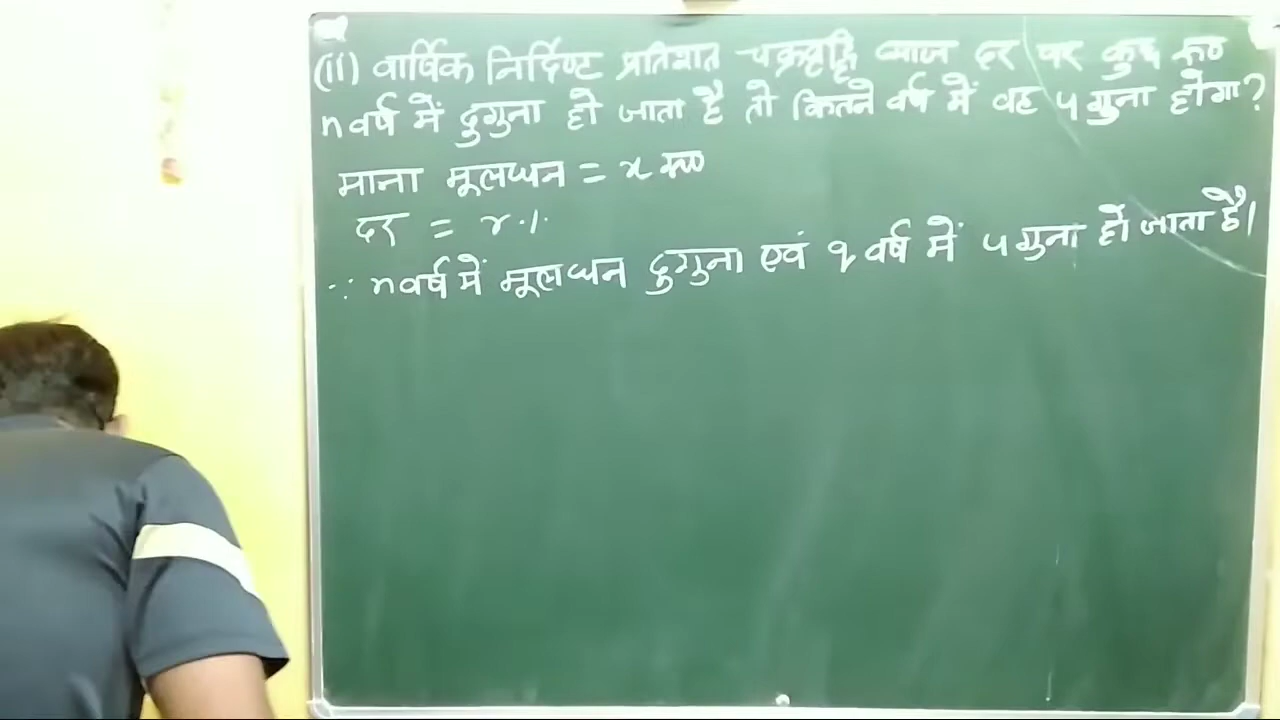 (ii) वार्षिक निर्दिष्ट प्रतिशत चक्रवृद्धि ब्याज दर पर कुछ रू०
n वर्ष में दुगुना हो जाता है तो कितने वर्ष में वह 4 गुना होगा?
माना मूलधन = x रू०
दर = r %
∵ n वर्ष में मूलधन दुगुना एवं q वर्ष में 4 गुना हो जाता है।